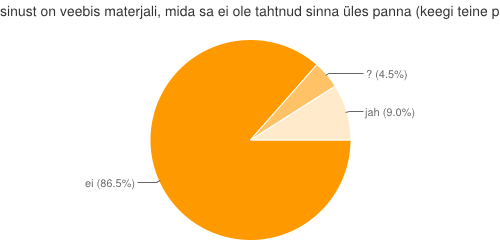 sinust on veebis materjali, mida sa ei ole tahtnud sinna üles panna (keegi teine p
? (4.5%)
jah (9.0%)
ei (86.5%)